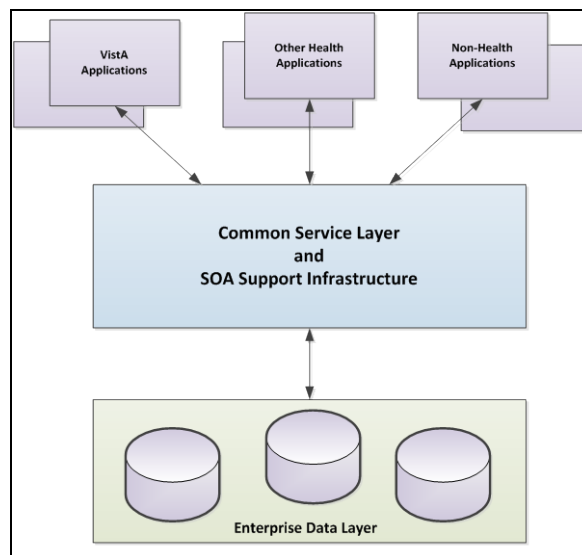 VistA
Applications
Other Health
Applications
Non-Health
Applications
Common Service Layer
and
SOA Support Infrastructure
Enterprise Data Layer